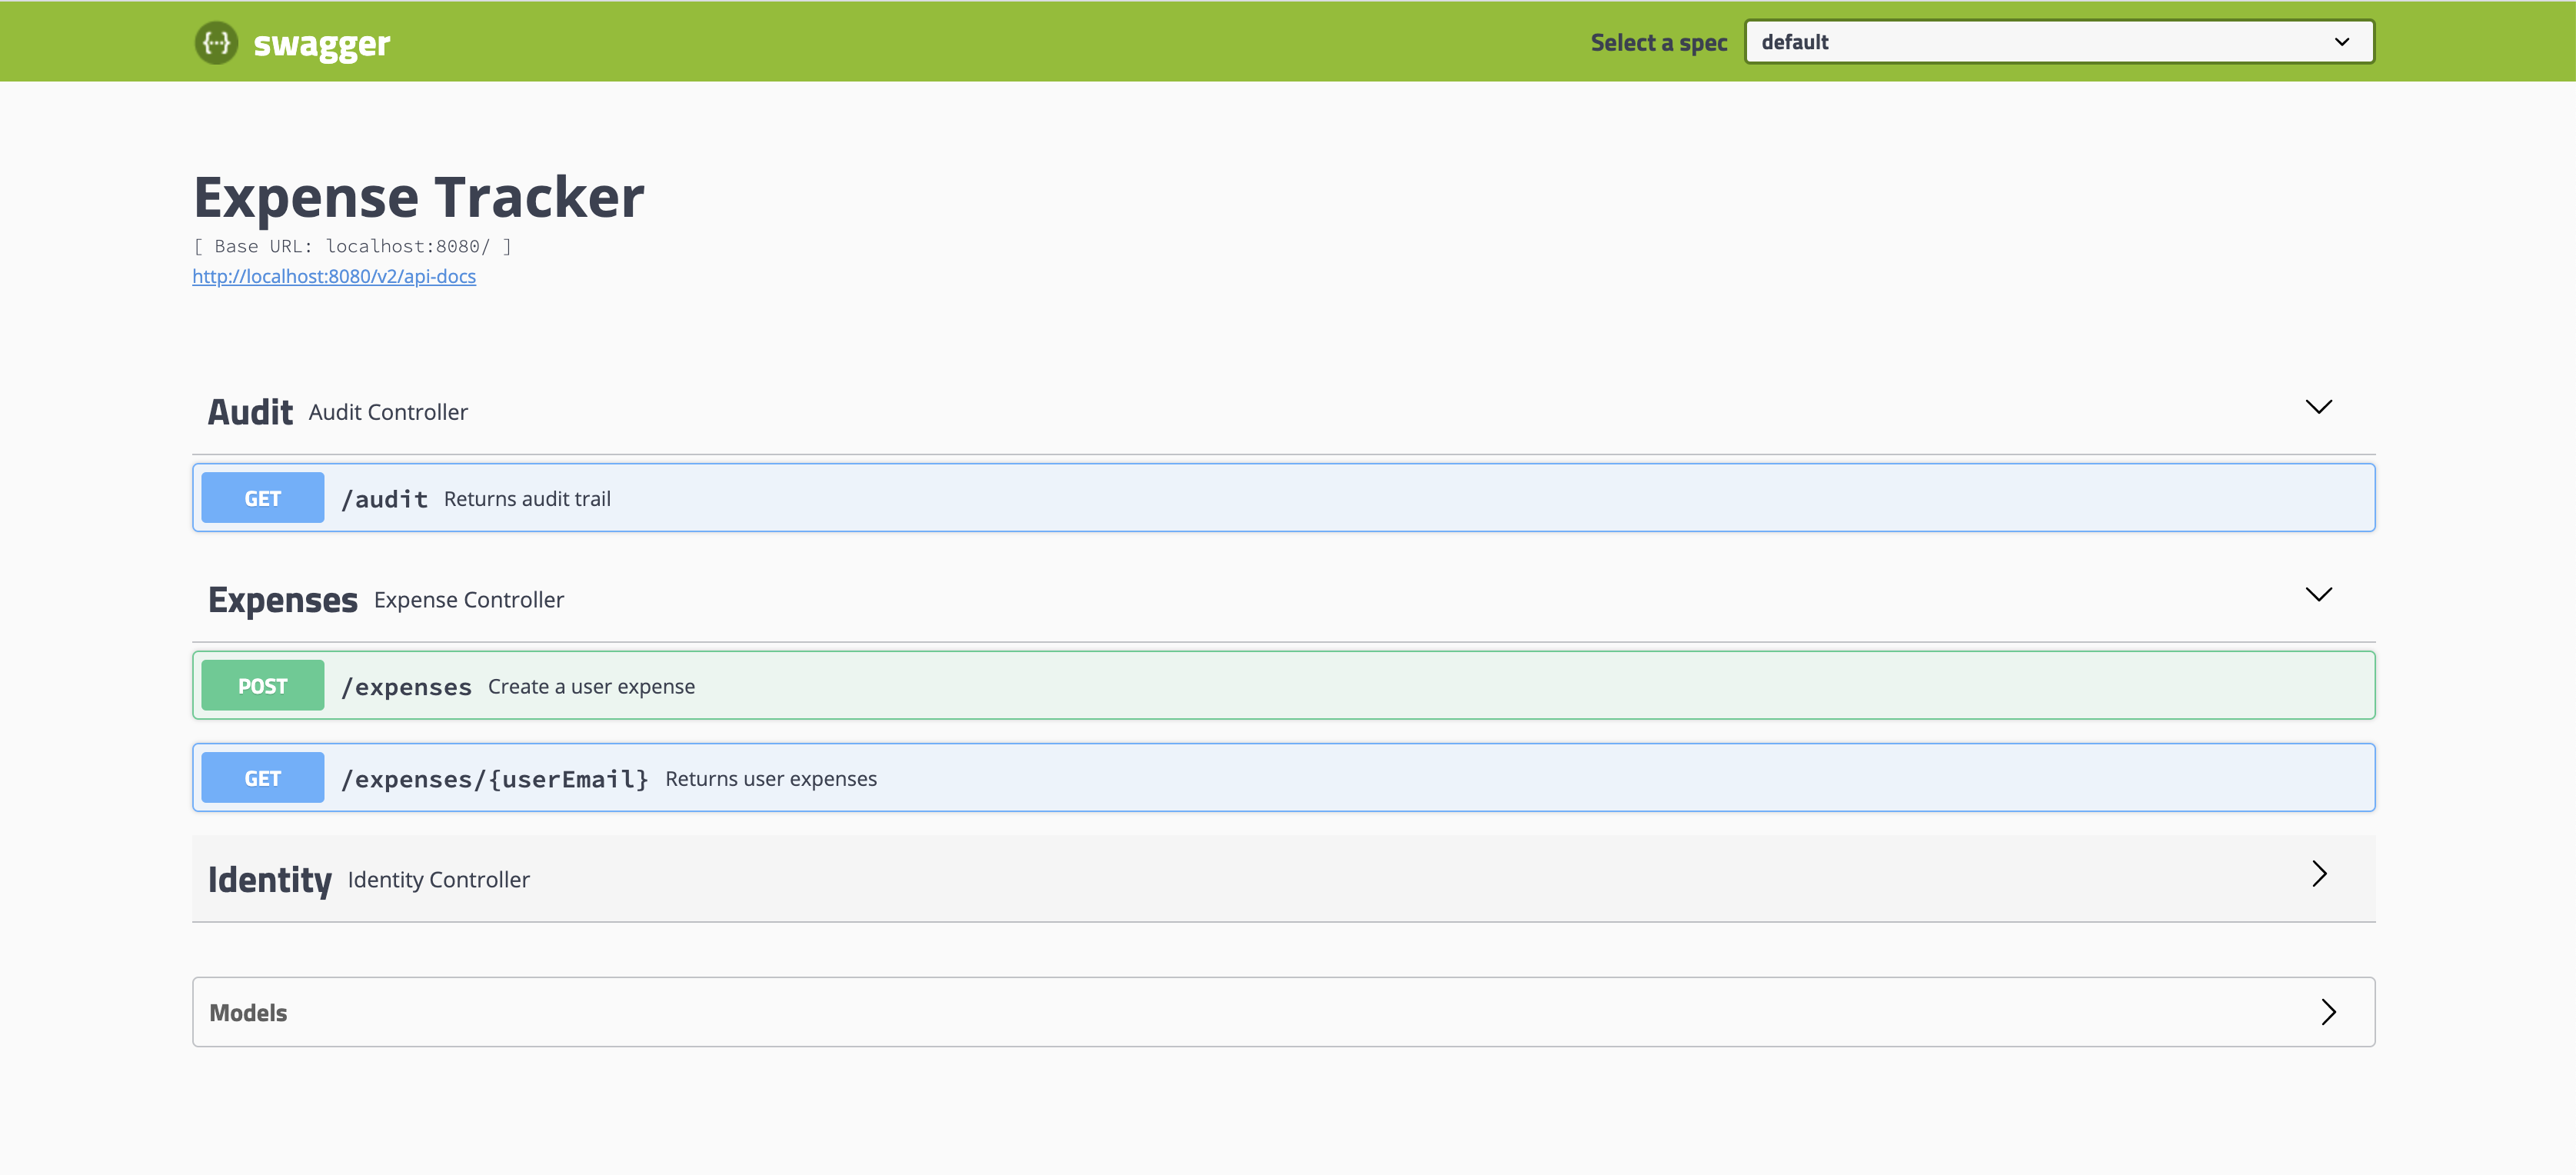 {···} swagger
Select a spec default
Expense Tracker
[ Base URL: localhost:8080/ ]
http://localhost:8080/v2/api-docs
Audit Audit Controller
GET /audit Returns audit trail
Expenses Expense Controller
POST /expenses Create a user expense
GET /expenses/{userEmail} Returns user expenses
Identity Identity Controller
Models